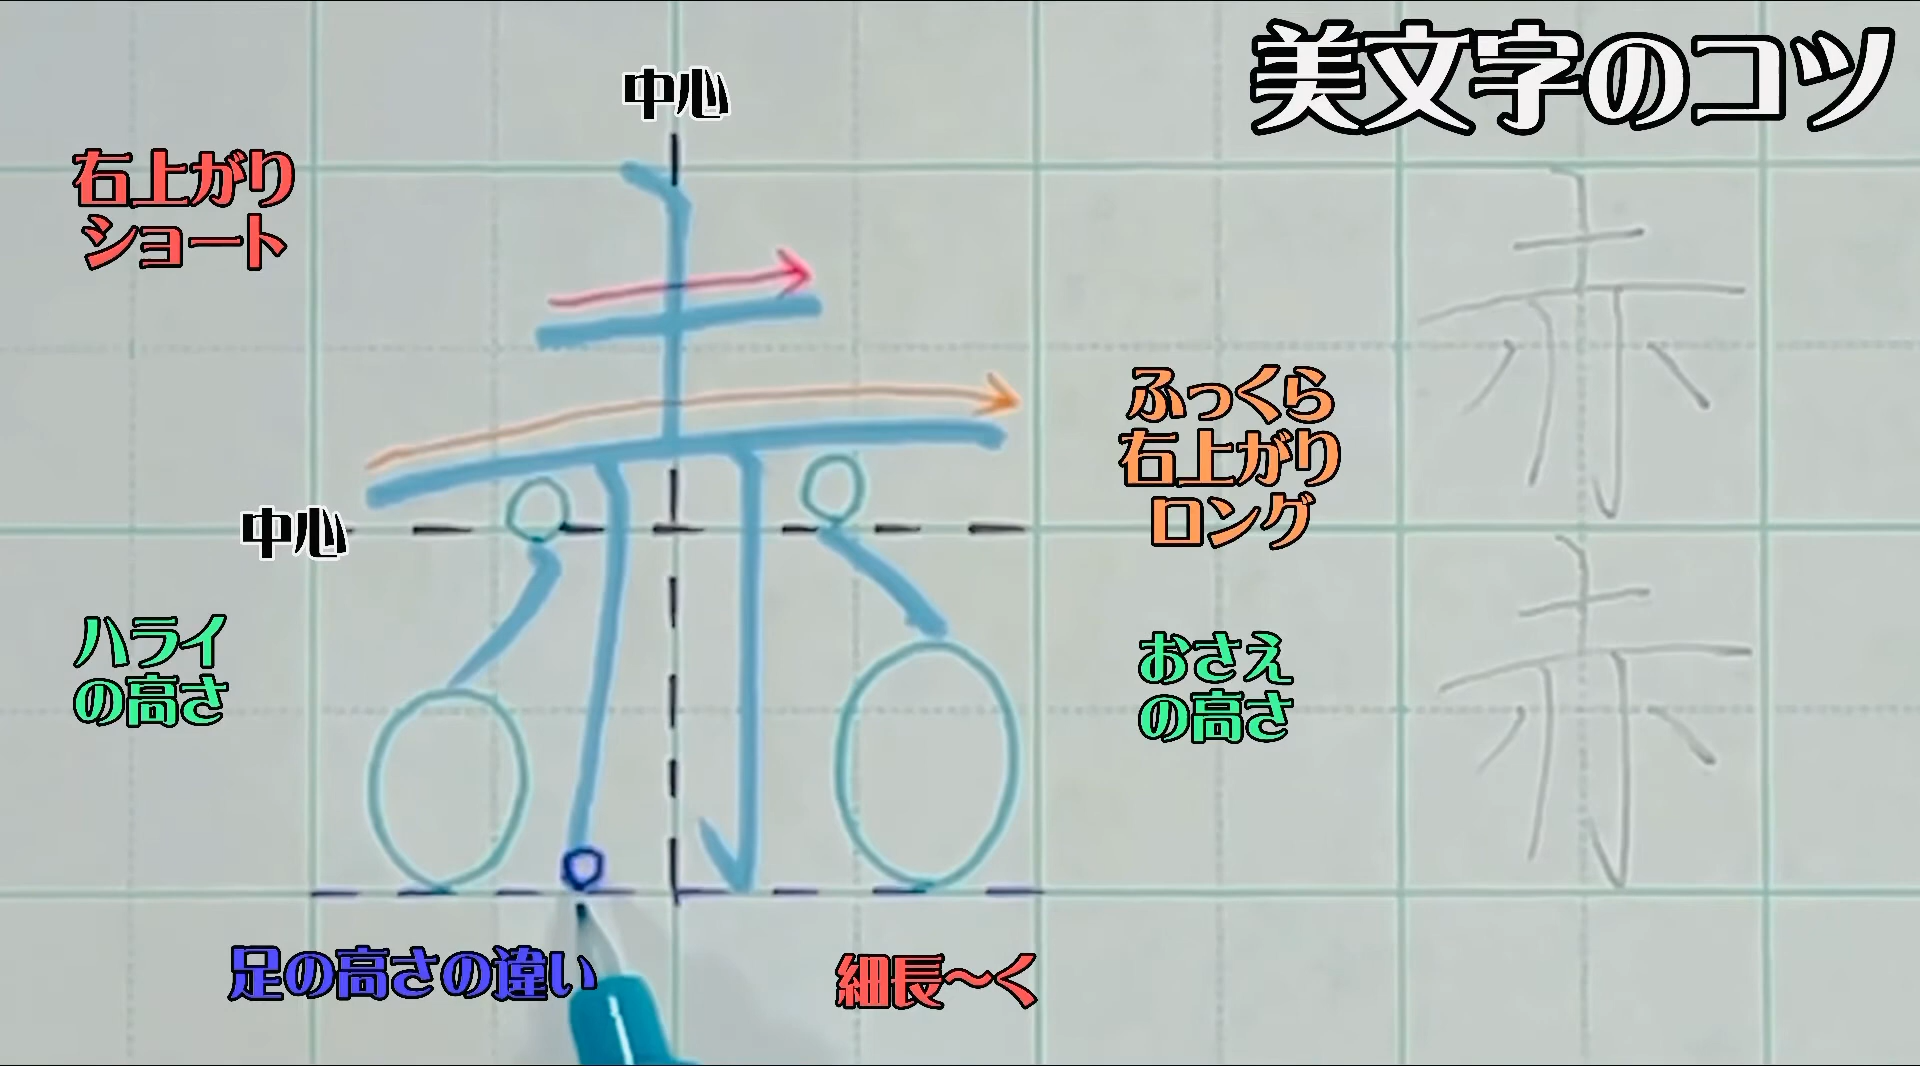 美文字のコツ
中心
右上がり
ショート
ふっくら
右上がり
ロング
中心
ハライ
の高さ
おさえ
の高さ
足の高さの違い
細長〜く
赤
赤
赤